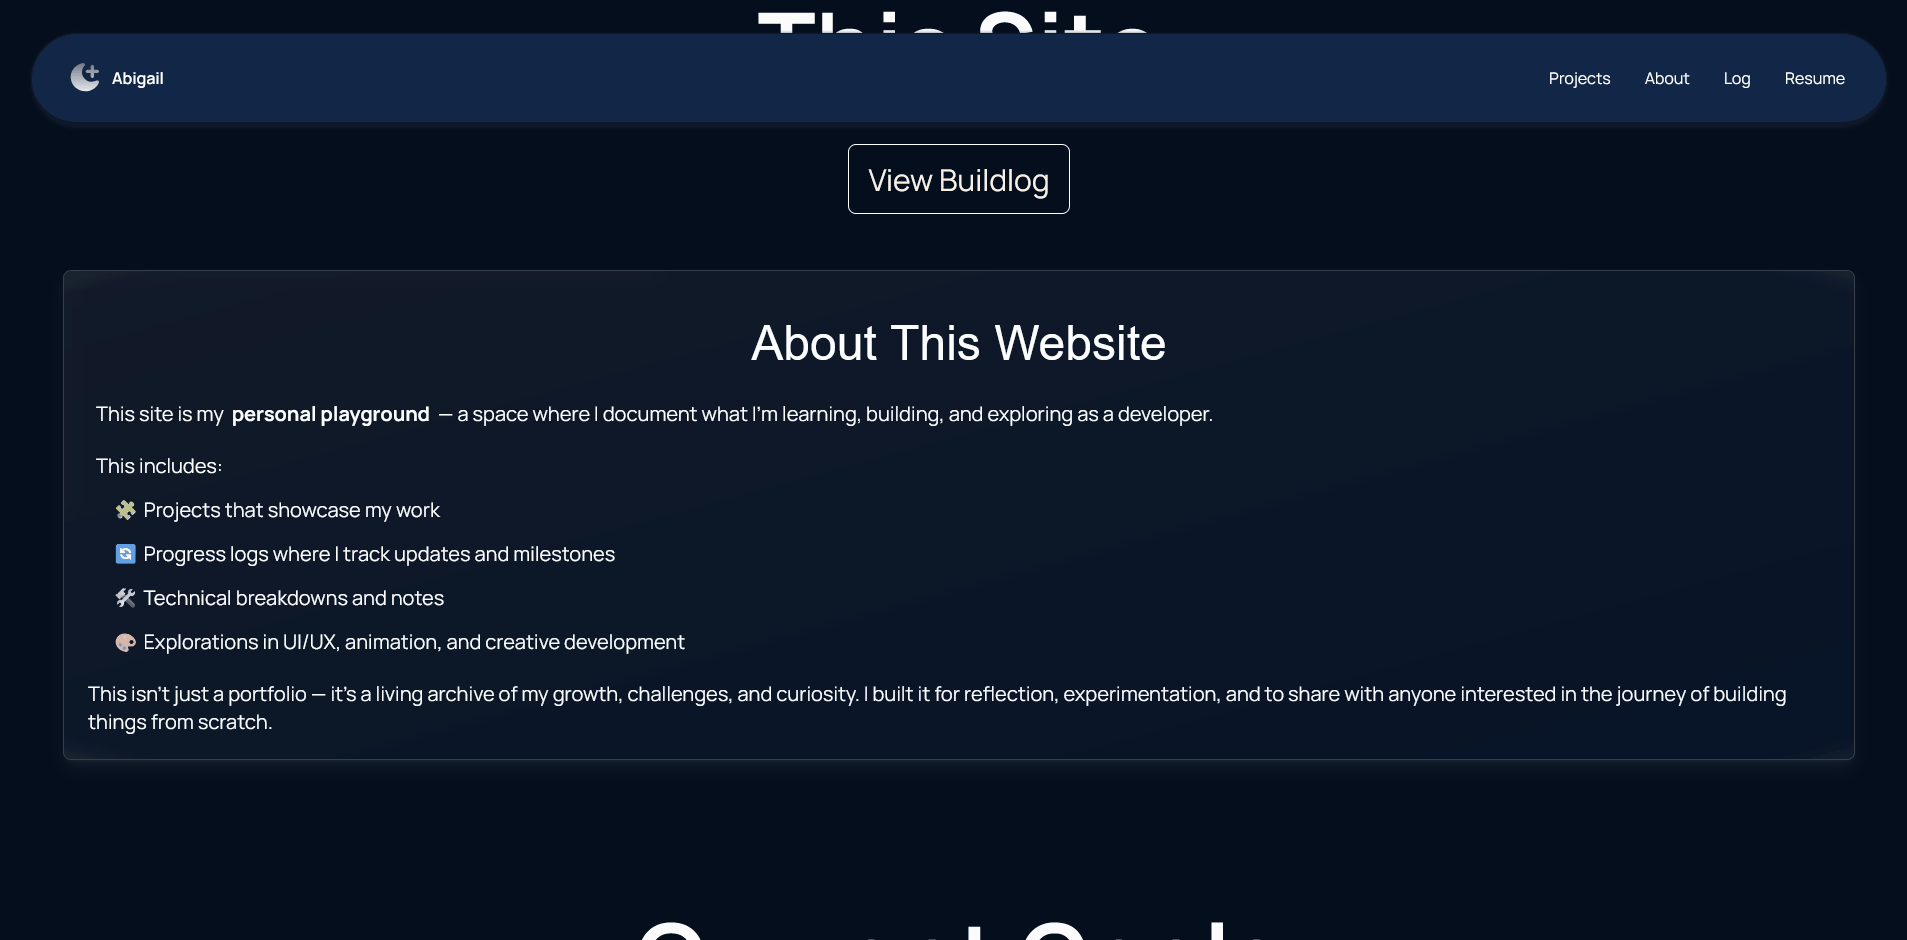 This Site
Abigail
Projects
About
Log
Resume
View Buildlog
About This Website
This site is my personal playground — a space where I document what I'm learning, building, and exploring as a developer.
This includes:
Projects that showcase my work
Progress logs where I track updates and milestones
Technical breakdowns and notes
Explorations in UI/UX, animation, and creative development
This isn't just a portfolio — it's a living archive of my growth, challenges, and curiosity. I built it for reflection, experimentation, and to share with anyone interested in the journey of building
things from scratch.